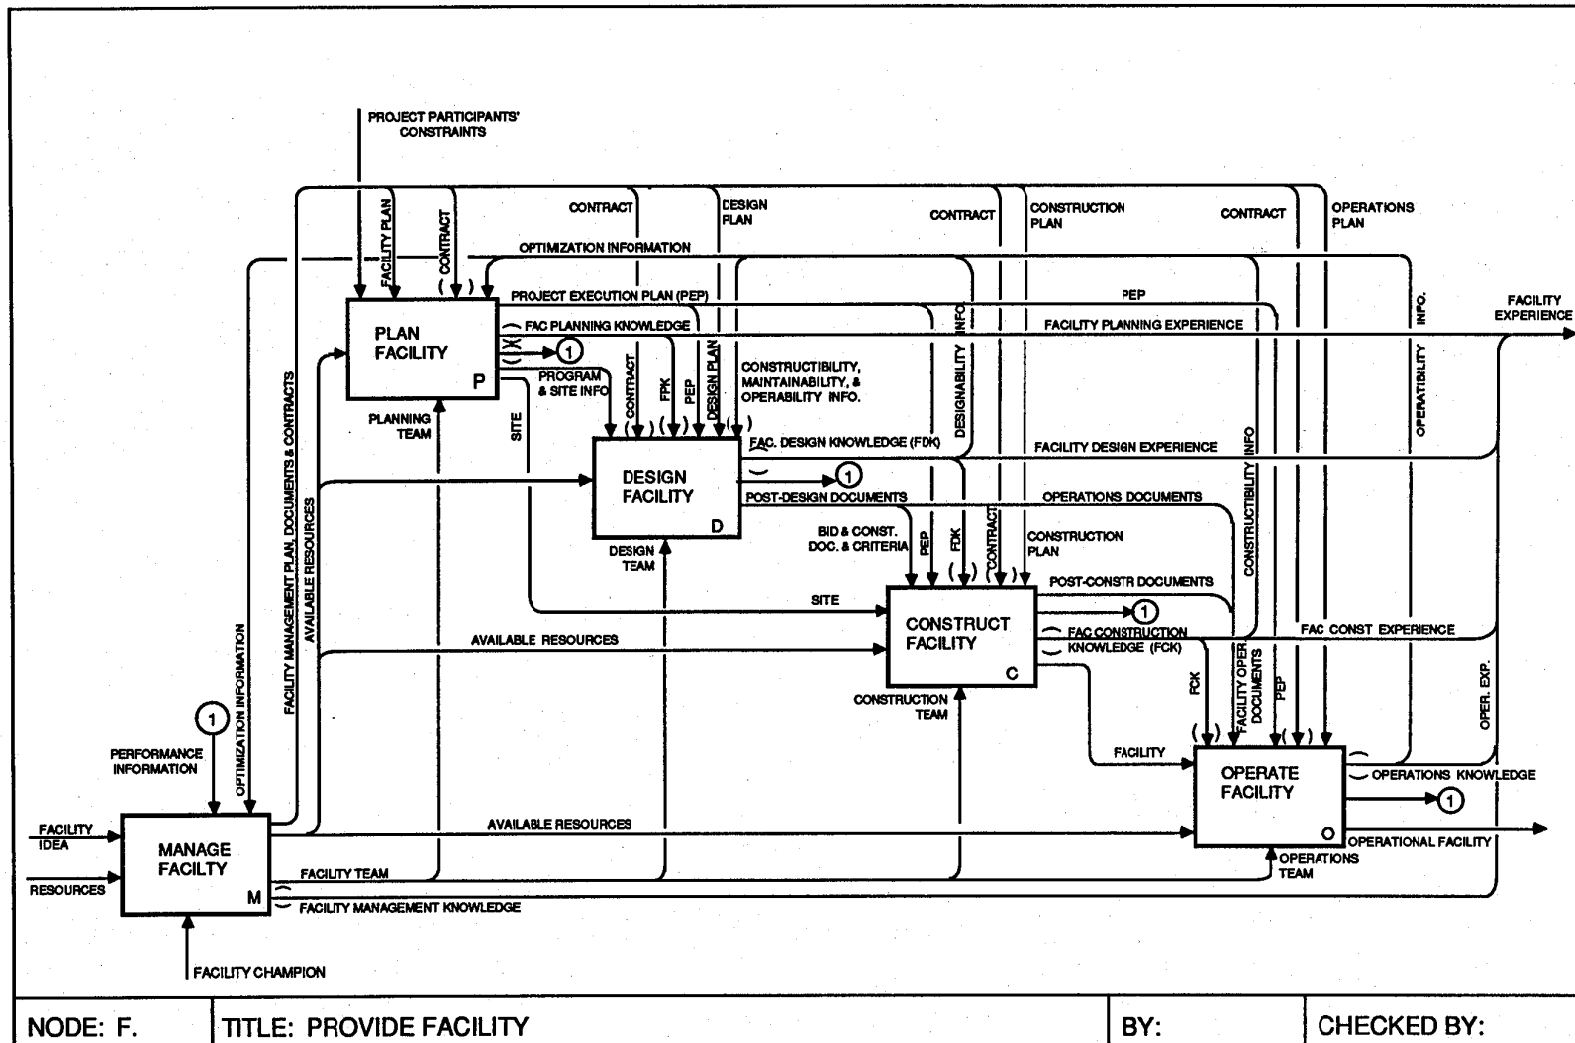 PROJECT PARTICIPANTS'
CONSTRAINTS
FACILITY PLAN
CONTRACT
CONTRACT
DESIGN
PLAN
CONTRACT
CONSTRUCTION
PLAN
CONTRACT
OPERATIONS
PLAN
OPTIMIZATION INFORMATION
PROJECT EXECUTION PLAN (PEP)
PEP
FACILITY
EXPERIENCE
PLAN
FACILITY
P
FAC PLANNING KNOWLEDGE
FACILITY PLANNING EXPERIENCE
1
PROGRAM
& SITE INFO
CONTRACT
FPK
PEP
DESIGN PLAN
CONSTRUCTIBILITY,
MAINTAINABILITY, &
OPERABILITY INFO.
DESIGNABILITY INFO.
OPERATIBILITY INFO.
PLANNING
TEAM
SITE
FAC. DESIGN KNOWLEDGE (FDK)
FACILITY DESIGN EXPERIENCE
DESIGN
FACILITY
D
1
POST-DESIGN DOCUMENTS
OPERATIONS DOCUMENTS
BID & CONST.
DOC. & CRITERIA
PEP
FDK
CONTRACT
CONSTRUCTION
PLAN
CONSTRUCTIBILITY INFO
DESIGN
TEAM
FACILITY MANAGEMENT PLAN, DOCUMENTS & CONTRACTS
AVAILABLE RESOURCES
SITE
POST-CONSTR DOCUMENTS
CONSTRUCT
FACILITY
C
1
FAC CONSTRUCTION
KNOWLEDGE (FCK)
FAC CONST EXPERIENCE
AVAILABLE RESOURCES
CONSTRUCTION
TEAM
FCK
FACILITY OPER.
DOCUMENTS
PEP
OPER. EXP.
OPTIMIZATION INFORMATION
1
PERFORMANCE
INFORMATION
FACILITY
OPERATE
FACILITY
O
OPERATIONS KNOWLEDGE
1
OPERATIONAL FACILITY
OPERATIONS
TEAM
AVAILABLE RESOURCES
FACILITY
IDEA
RESOURCES
MANAGE
FACILTY
M
FACILITY TEAM
FACILITY MANAGEMENT KNOWLEDGE
FACILITY CHAMPION
NODE: F.
TITLE: PROVIDE FACILITY
BY:
CHECKED BY: